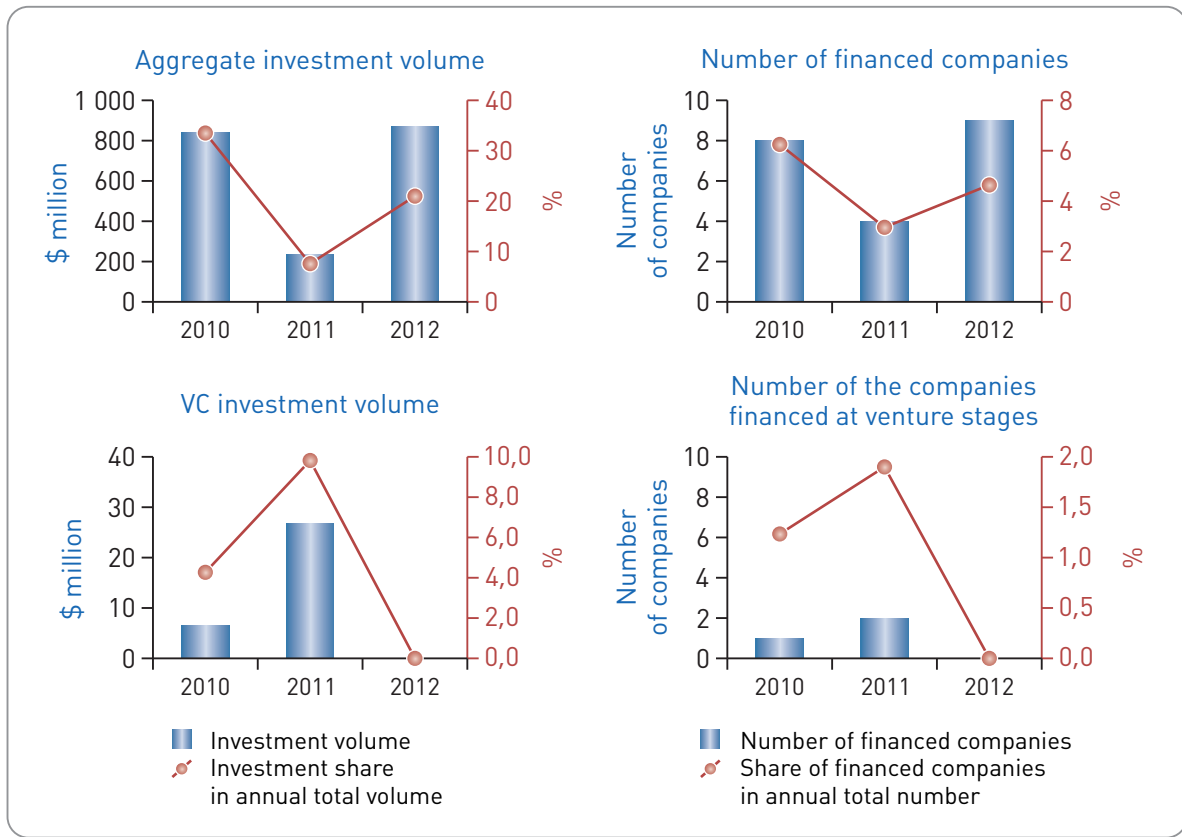 Aggregate investment volume
$ million
1 000
800
600
400
200
0
40
30
20
10
0
%
2010 2011 2012
Number of financed companies
Number
of companies
10
8
6
4
2
0
8
6
4
2
0
%
2010 2011 2012
VC investment volume
$ million
40
30
20
10
0
10,0
8,0
6,0
4,0
2,0
0,0
%
2010 2011 2012
Number of the companies
financed at venture stages
Number
of companies
10
8
6
4
2
0
2,0
1,5
1,0
0,5
0,0
%
2010 2011 2012
Investment volume
Investment share
in annual total volume
Number of financed companies
Share of financed companies
in annual total number